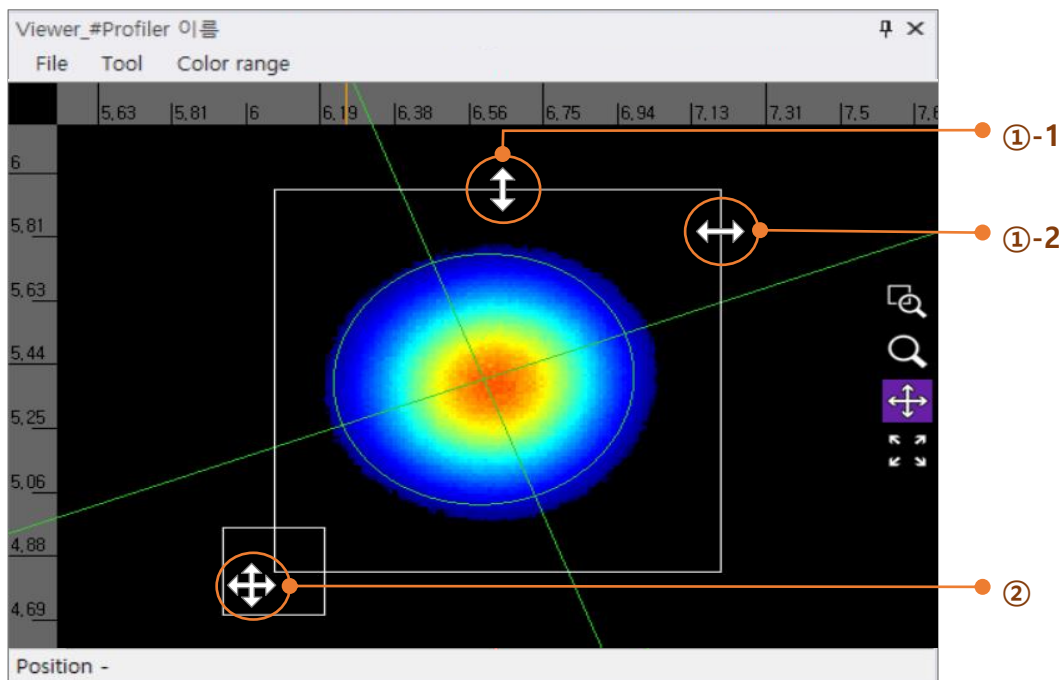 Viewer_#Profiler 이름
File Tool Color range
5,63 5,81 6 6,19 6,38 6,56 6,75 6,94 7,13 7,31 7,5
①-1
6
5,81
①-2
5,63
5,44
5,25
5,06
4,88
②
4,69
Position -